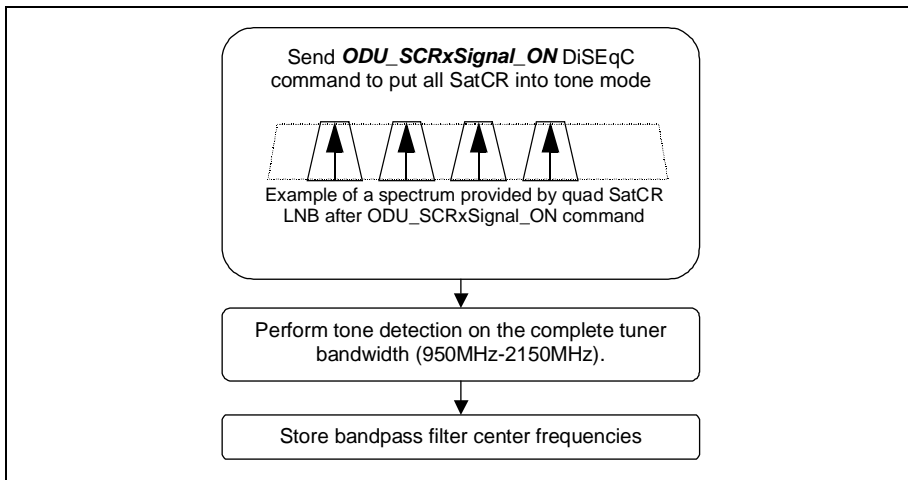 Send ODU_SCRxSignal_ON DiSEqC
command to put all SatCR into tone mode
Example of a spectrum provided by quad SatCR
LNB after ODU_SCRxSignal_ON command
Perform tone detection on the complete tuner
bandwidth (950MHz-2150MHz).
Store bandpass filter center frequencies